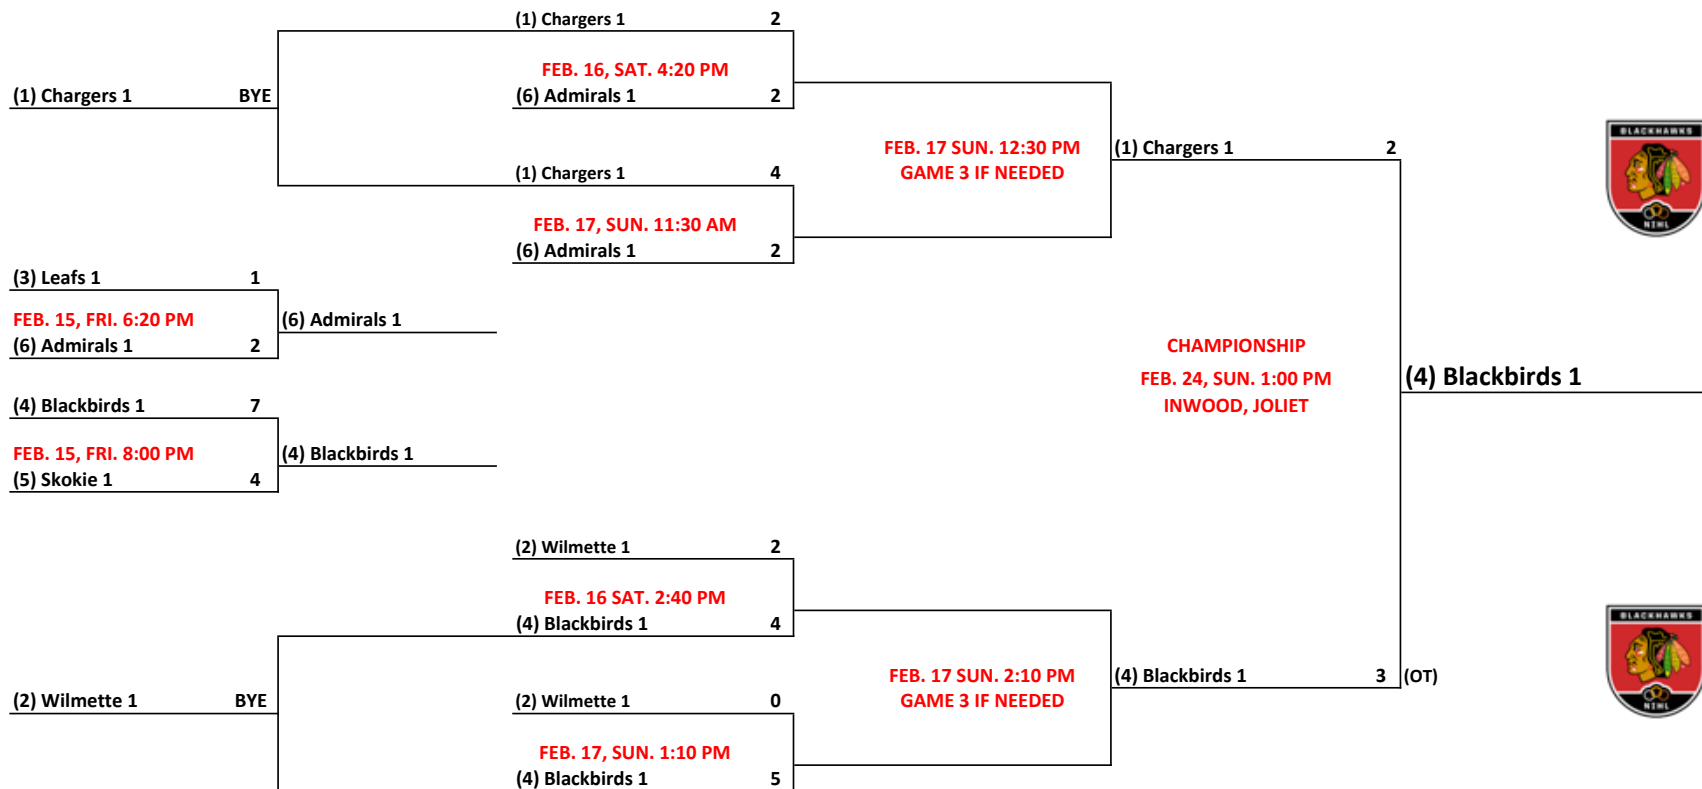 (1) Chargers 1 2
FEB. 16, SAT. 4:20 PM
(1) Chargers 1 BYE
(6) Admirals 1 2
BLACKHAWKS
NIHL
FEB. 17 SUN. 12:30 PM
GAME 3 IF NEEDED
(1) Chargers 1 2
(1) Chargers 1 4
FEB. 17, SUN. 11:30 AM
(6) Admirals 1 2
(3) Leafs 1 1
FEB. 15, FRI. 6:20 PM
(6) Admirals 1 2
(6) Admirals 1
CHAMPIONSHIP
FEB. 24, SUN. 1:00 PM
INWOOD, JOLIET
(4) Blackbirds 1
(4) Blackbirds 1 7
FEB. 15, FRI. 8:00 PM
(5) Skokie 1 4
(4) Blackbirds 1
(2) Wilmette 1 2
FEB. 16 SAT. 2:40 PM
(4) Blackbirds 1 4
BLACKHAWKS
NIHL
FEB. 17 SUN. 2:10 PM
GAME 3 IF NEEDED
(4) Blackbirds 1 3 (OT)
(2) Wilmette 1 BYE
(2) Wilmette 1 0
FEB. 17, SUN. 1:10 PM
(4) Blackbirds 1 5